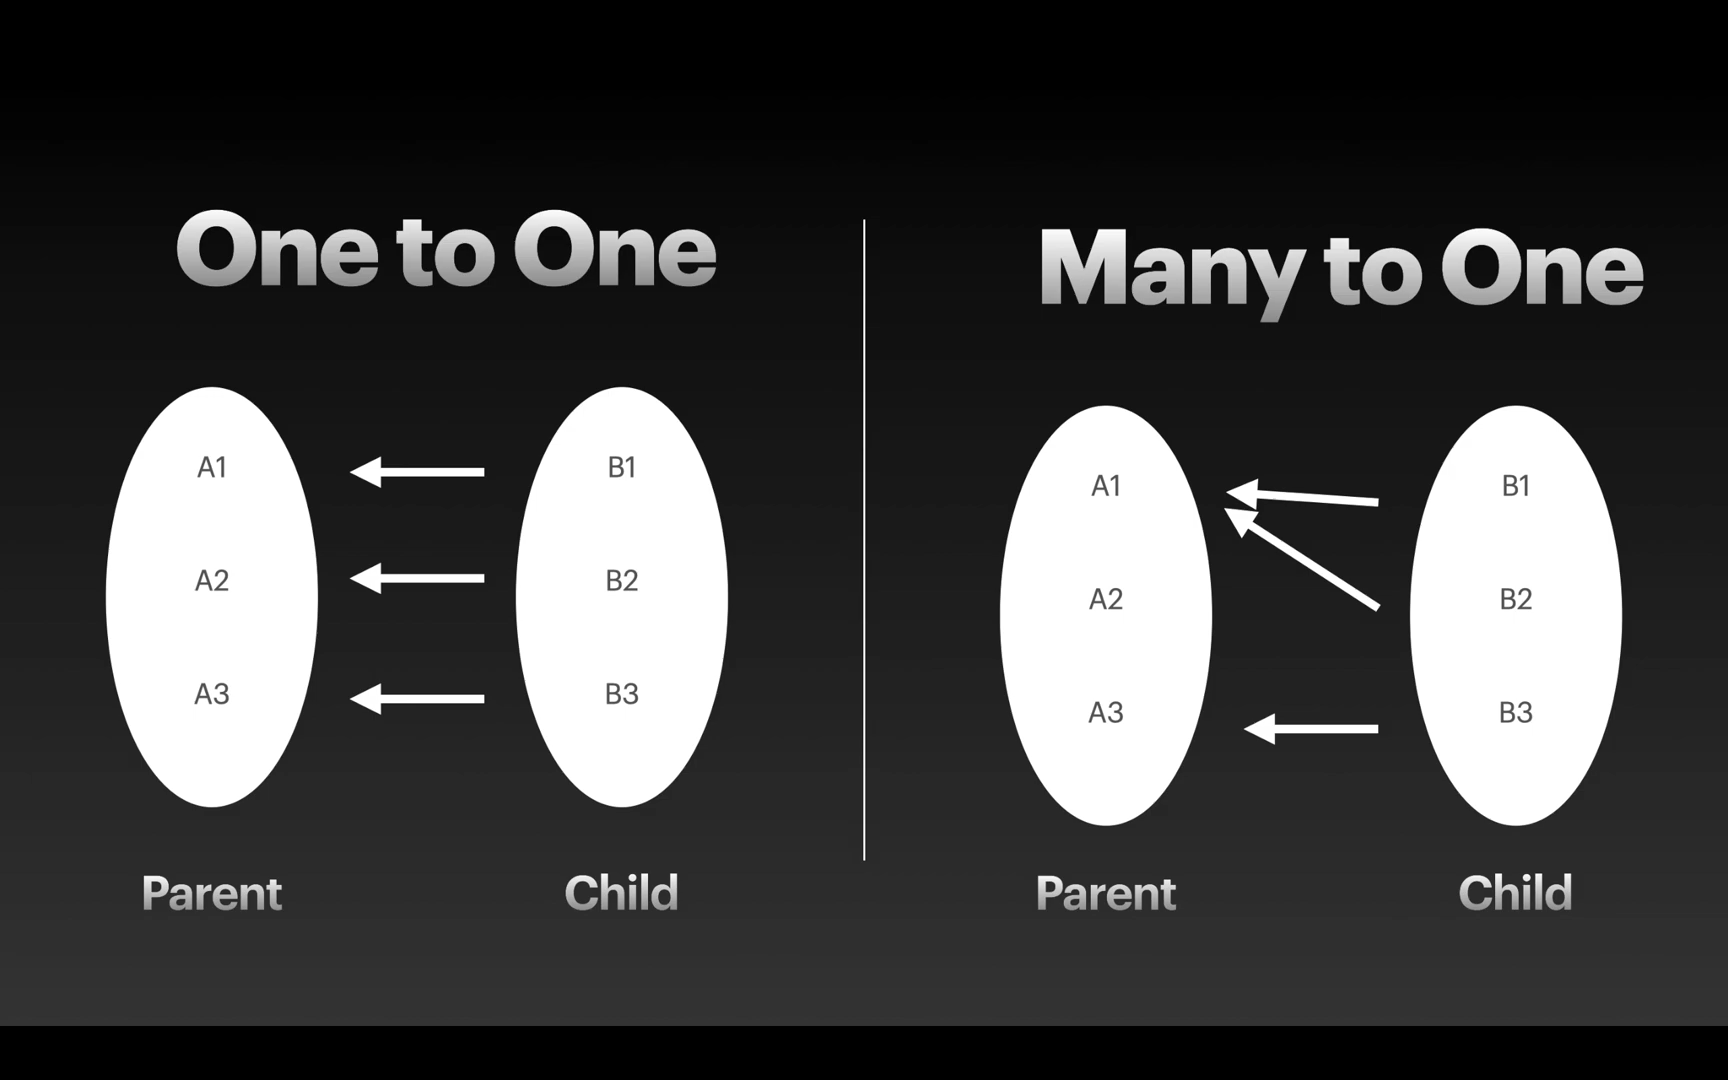 One to One
A1
B1
A2
B2
A3
B3
Parent
Child
Many to One
A1
B1
A2
B2
A3
B3
Parent
Child